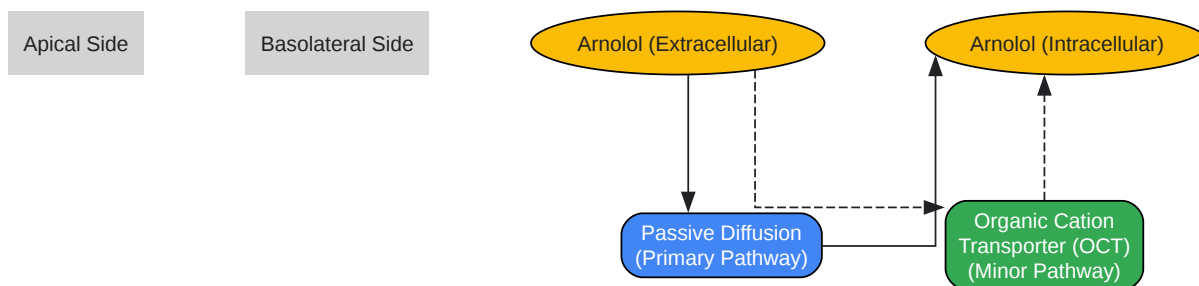 Apical Side
Basolateral Side
Arnolol (Extracellular)
Arnolol (Intracellular)
Passive Diffusion
(Primary Pathway)
Organic Cation
Transporter (OCT)
(Minor Pathway)